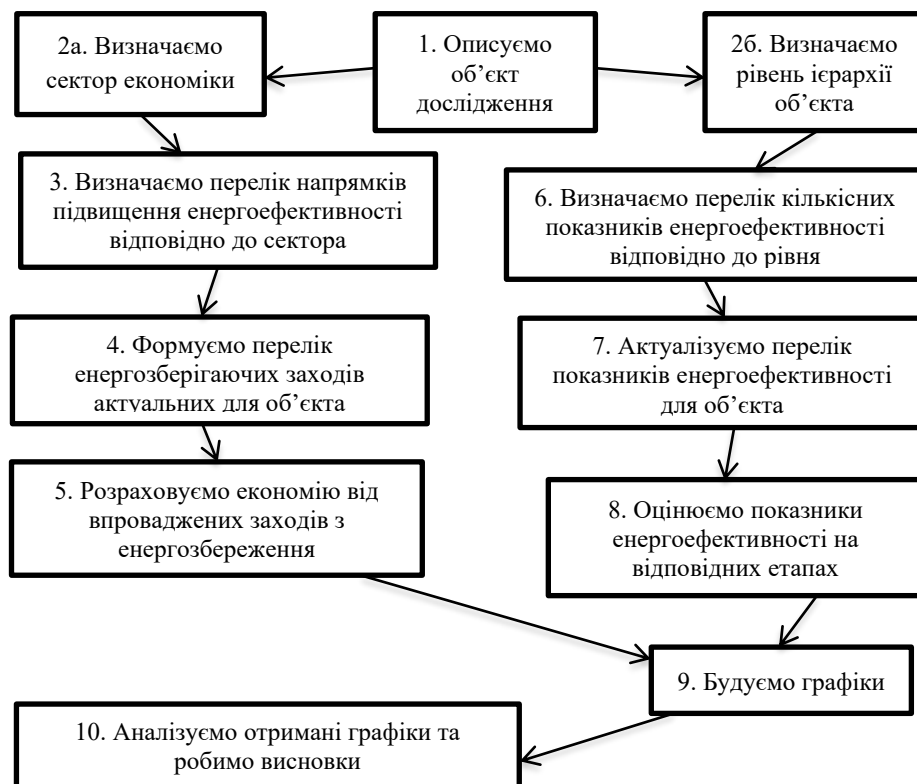 2а. Визначаємо
сектор економіки
1. Описуємо
об’єкт
дослідження
2б. Визначаємо
рівень ієрархії
об’єкта
3. Визначаємо перелік напрямків
підвищення енергоефективності
відповідно до сектора
6. Визначаємо перелік кількісних
показників енергоефективності
відповідно до рівня
4. Формуємо перелік
енергозберігаючих заходів
актуальних для об’єкта
7. Актуалізуємо перелік
показників енергоефективності
для об’єкта
5. Розраховуємо економію від
впроваджених заходів з
енергозбереження
8. Оцінюємо показники
енергоефективності на
відповідних етапах
9. Будуємо графіки
10. Аналізуємо отримані графіки та
робимо висновки